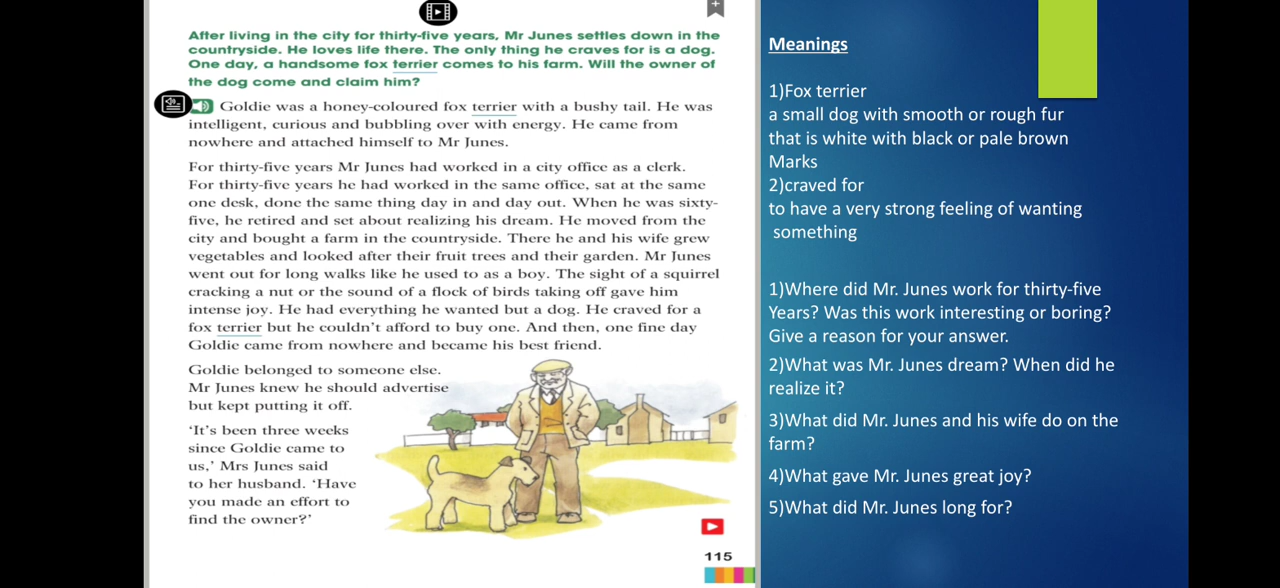 After living in the city for thirty-five years, Mr Junes settles down in the
countryside. He loves life there. The only thing he craves for is a dog.
One day, a handsome fox terrier comes to his farm. Will the owner of
the dog come and claim him?
Goldie was a honey-coloured fox terrier with a bushy tail. He was
intelligent, curious and bubbling over with energy. He came from
nowhere and attached himself to Mr Junes.
For thirty-five years Mr Junes had worked in a city office as a clerk.
For thirty-five years he had worked in the same office, sat at the same
one desk, done the same thing day in and day out. When he was sixty-
five, he retired and set about realizing his dream. He moved from the
city and bought a farm in the countryside. There he and his wife grew
vegetables and looked after their fruit trees and their garden. Mr Junes
went out for long walks like he used to as a boy. The sight of a squirrel
cracking a nut or the sound of a flock of birds taking off gave him
intense joy. He had everything he wanted but a dog. He craved for a
fox terrier but he couldn't afford to buy one. And then, one fine day
Goldie came from nowhere and became his best friend.
Goldie belonged to someone else.
Mr Junes knew he should advertise
but kept putting it off.
'It's been three weeks
since Goldie came to
us,' Mrs Junes said
to her husband. 'Have
you made an effort to
find the owner?'
115
Meanings
1)Fox terrier
a small dog with smooth or rough fur
that is white with black or pale brown
Marks
2)craved for
to have a very strong feeling of wanting
something
1)Where did Mr. Junes work for thirty-five
Years? Was this work interesting or boring?
Give a reason for your answer.
2)What was Mr. Junes dream? When did he
realize it?
3)What did Mr. Junes and his wife do on the
farm?
4)What gave Mr. Junes great joy?
5)What did Mr. Junes long for?